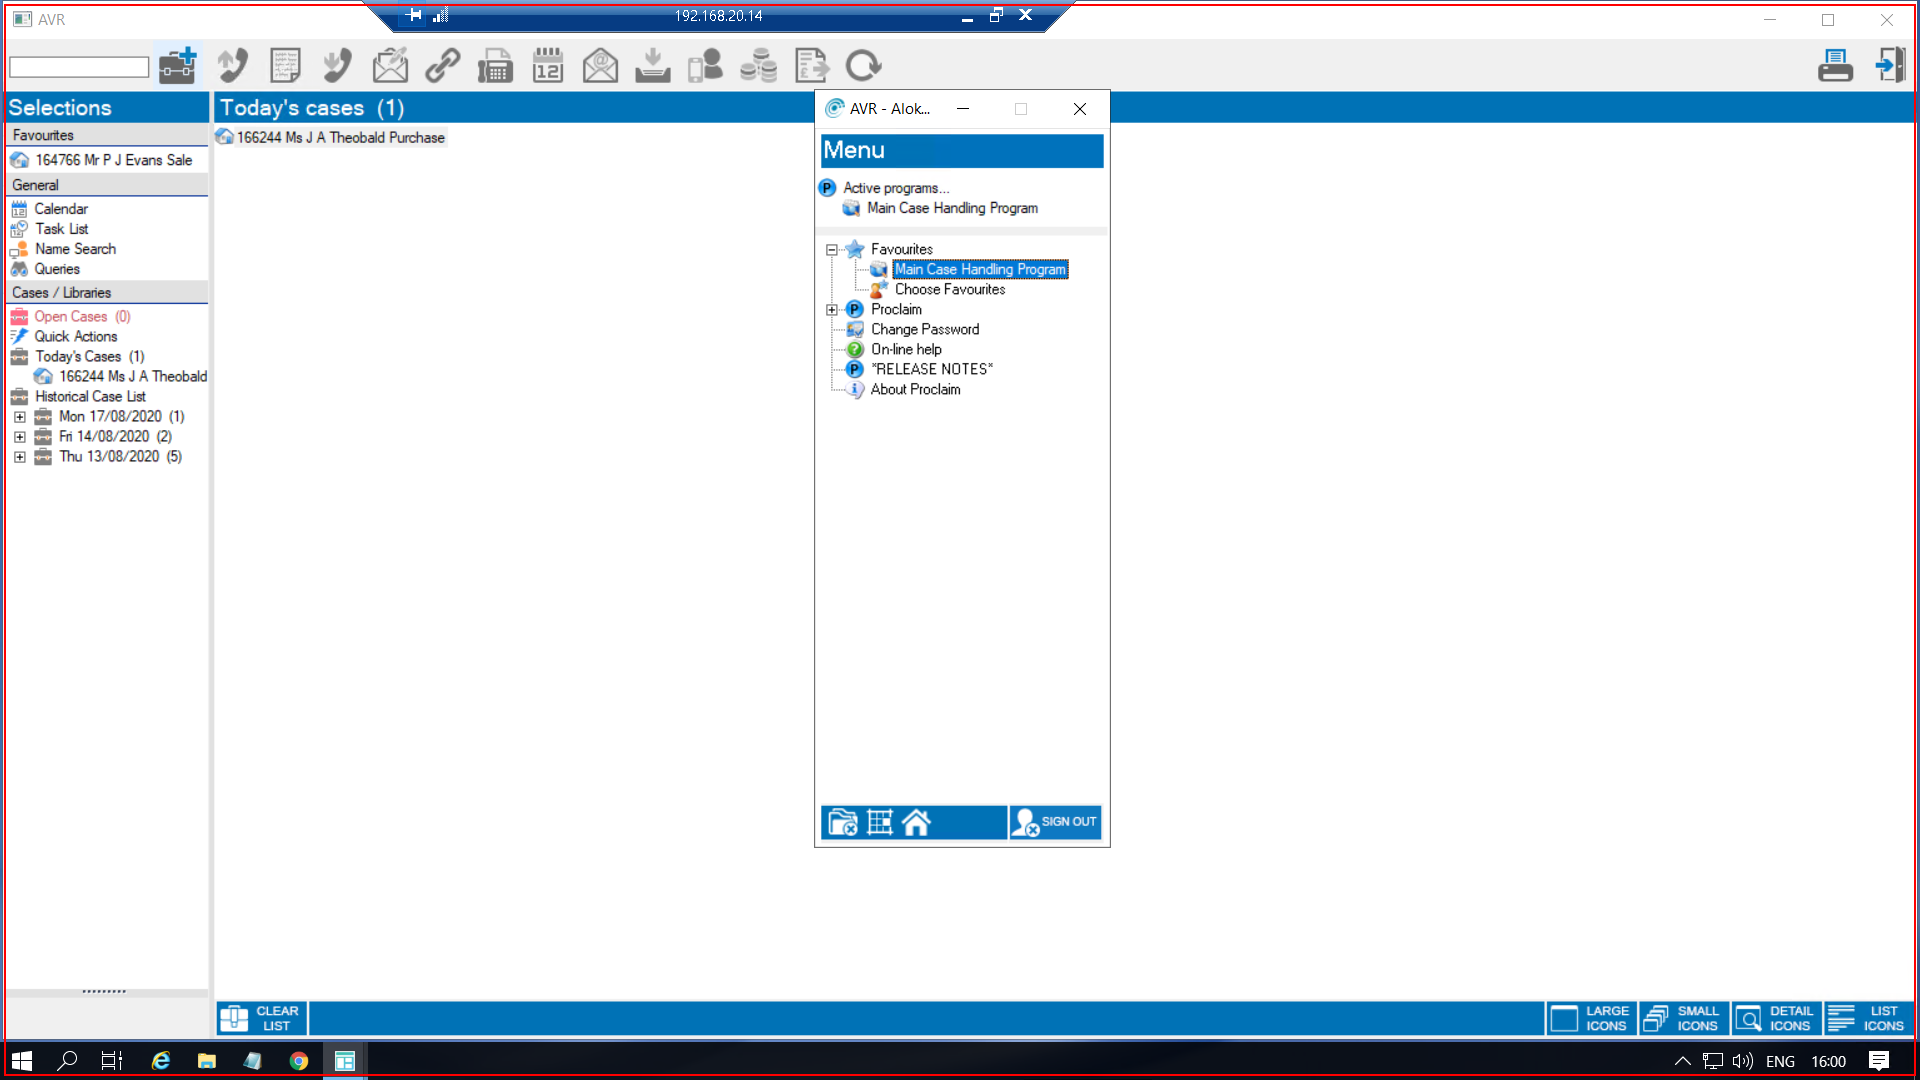 AVR
192.168.20.14
12
Selections
Favourites
164766 Mr P J Evans Sale
General
Calendar
Task List
Name Search
Queries
Cases / Libraries
Open Cases (0)
Quick Actions
Today's Cases (1)
166244 Ms J A Theobald
Historical Case List
Mon 17/08/2020 (1)
Fri 14/08/2020 (2)
Thu 13/08/2020 (5)
Today's cases (1)
166244 Ms J A Theobald Purchase
AVR - Alok...
Menu
Active programs...
Main Case Handling Program
Favourites
Main Case Handling Program
Choose Favourites
Proclaim
Change Password
On-line help
*RELEASE NOTES*
About Proclaim
SIGN OUT
CLEAR
LIST
LARGE
ICONS
SMALL
ICONS
DETAIL
ICONS
LIST
ICONS
ENG
16:00